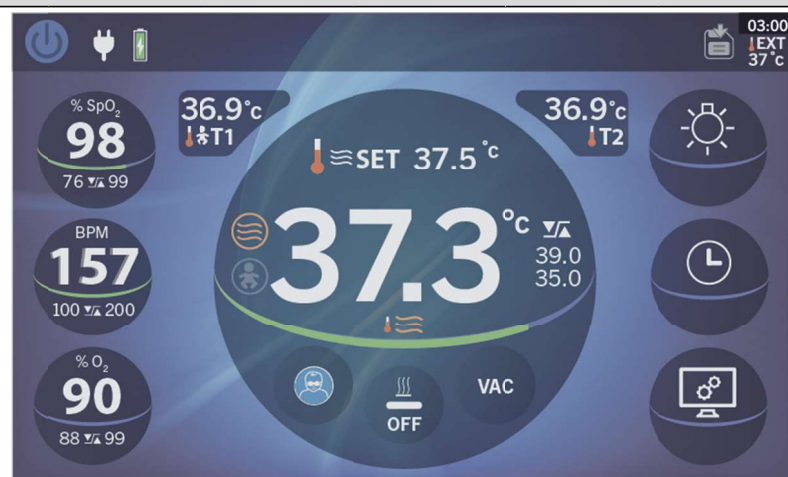 03:00
EXT
37°c
% SpO₂
98
76 99
36.9°c
T1
36.9°c
T2
SET 37.5 °c
37.3 °c
39.0
35.0
BPM
157
100 200
% O₂
90
88 99
OFF
VAC